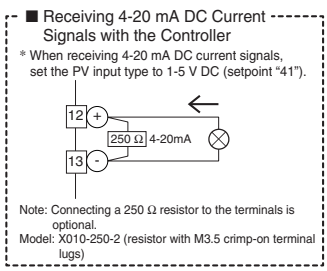 ■ Receiving 4-20 mA DC Current
Signals with the Controller
* When receiving 4-20 mA DC current signals,
set the PV input type to 1-5 V DC (setpoint “41”).
12 +
250 Ω 4-20mA
13 -
Note: Connecting a 250 Ω resistor to the terminals is
optional.
Model: X010-250-2 (resistor with M3.5 crimp-on terminal
lugs)